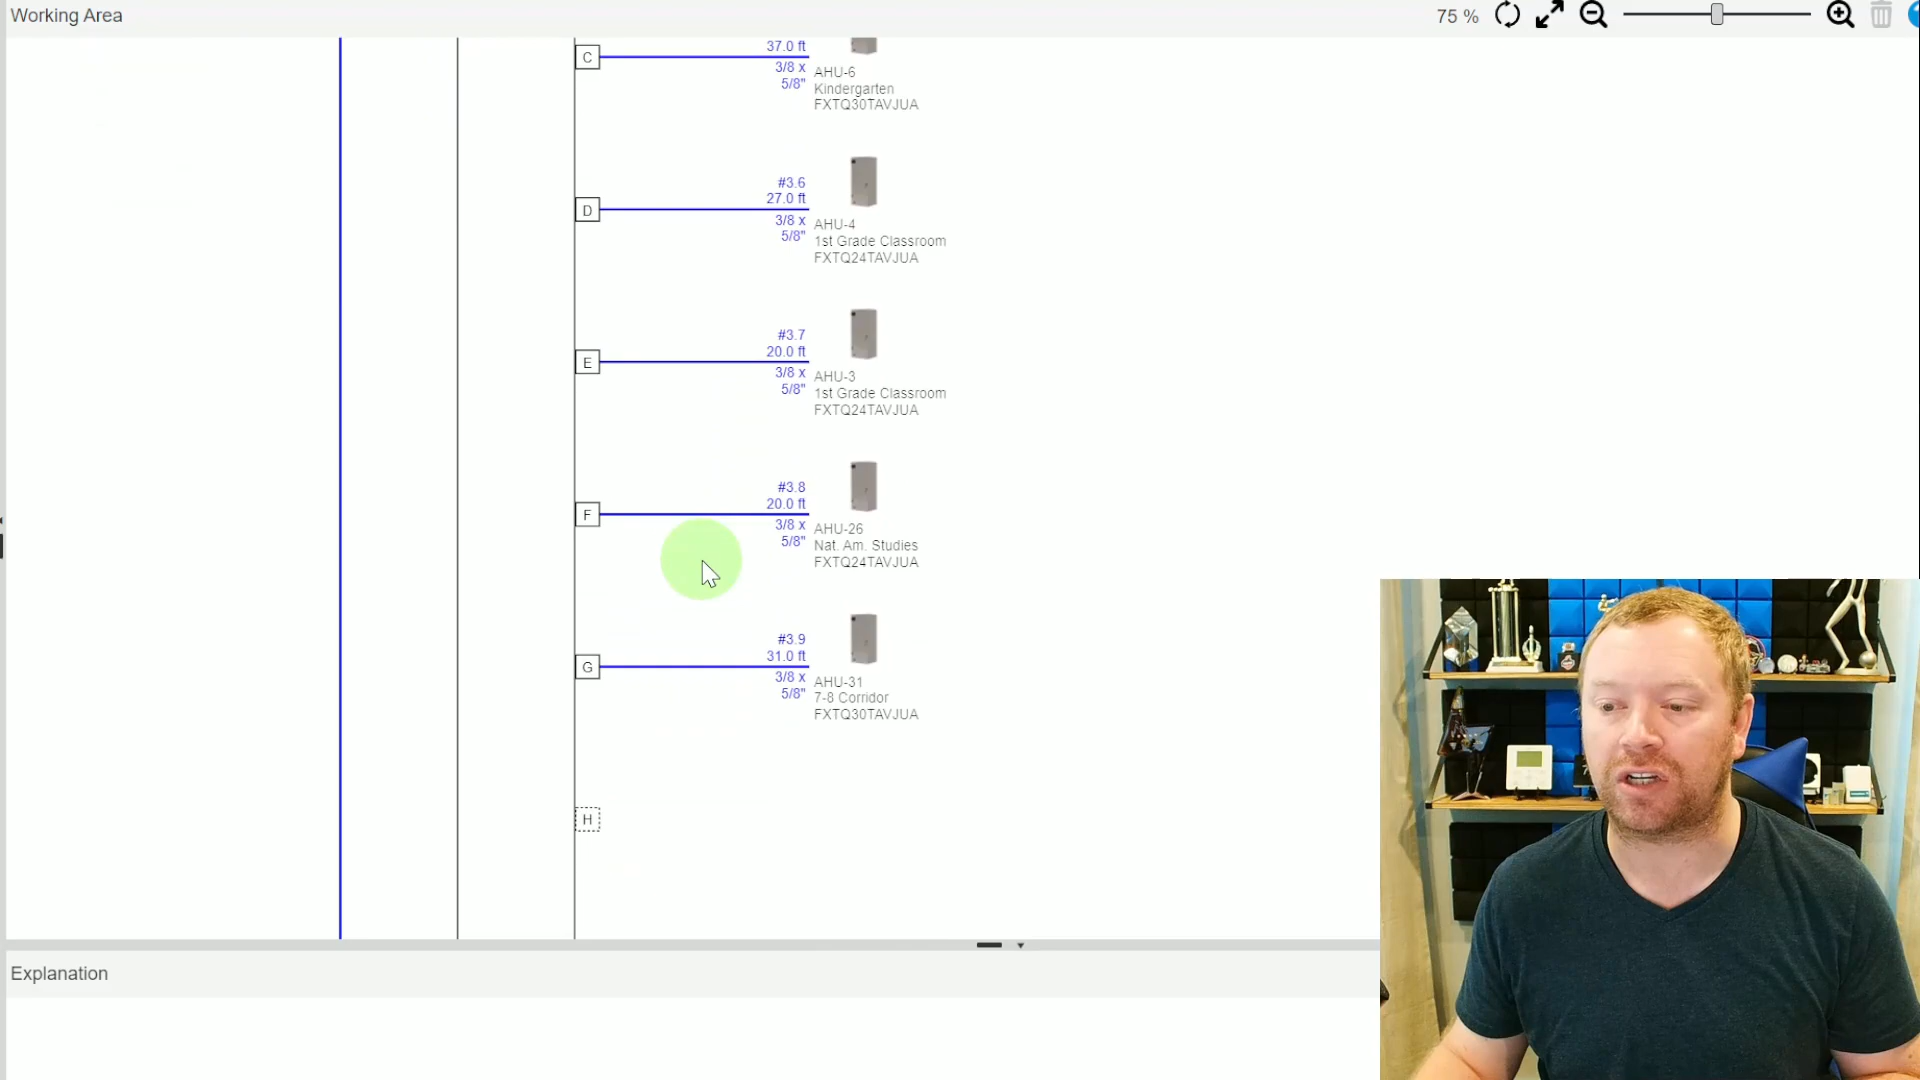 Working Area
75 %
C
37.0 ft
3/8 x
5/8"
AHU-6
Kindergarten
FXTQ30TAVJUA
D
#3.6
27.0 ft
3/8 x
5/8"
AHU-4
1st Grade Classroom
FXTQ24TAVJUA
E
#3.7
20.0 ft
3/8 x
5/8"
AHU-3
1st Grade Classroom
FXTQ24TAVJUA
F
#3.8
20.0 ft
3/8 x
5/8"
AHU-26
Nat. Am. Studies
FXTQ24TAVJUA
G
#3.9
31.0 ft
3/8 x
5/8"
AHU-31
7-8 Corridor
FXTQ30TAVJUA
H
Explanation